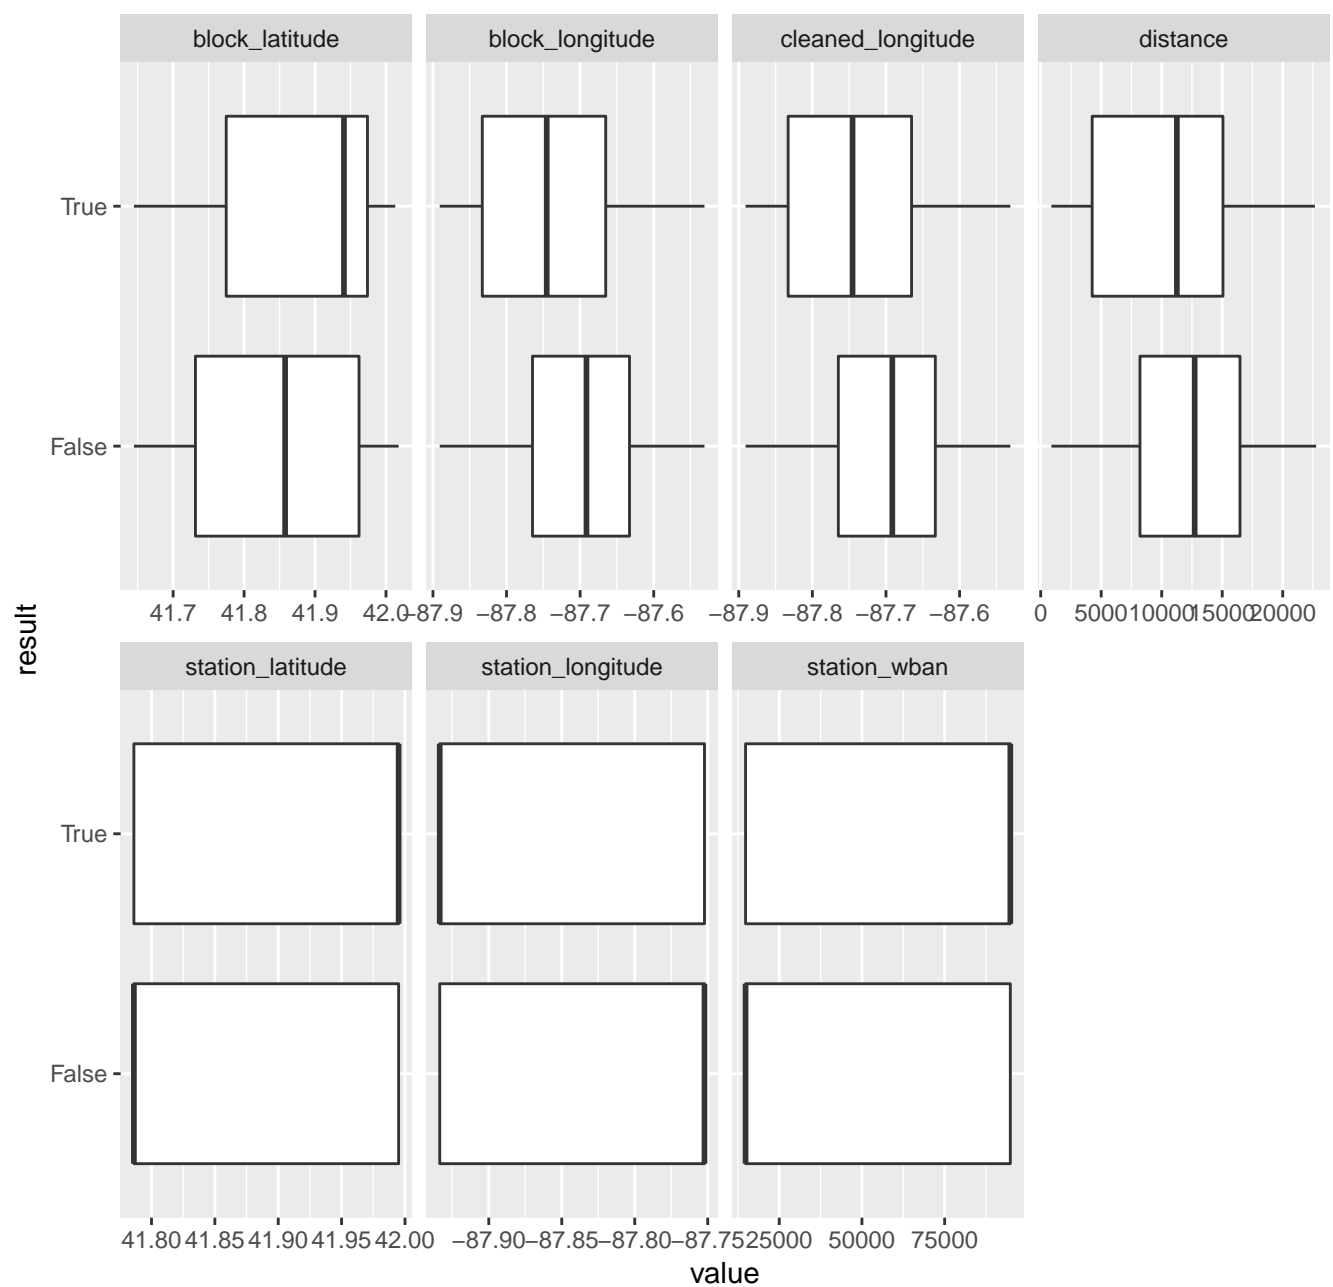 block_latitude block_longitude cleaned_longitude distance
True
False
41.7 41.8 41.9 42.0 −87.9 −87.8 −87.7 −87.6 −87.9 −87.8 −87.7 −87.6 0 5000 10000 15000 20000
result
station_latitude station_longitude station_wban
True
False
41.80 41.85 41.90 41.95 42.00 −87.90 −87.85 −87.80 −87.75 25000 50000 75000
value